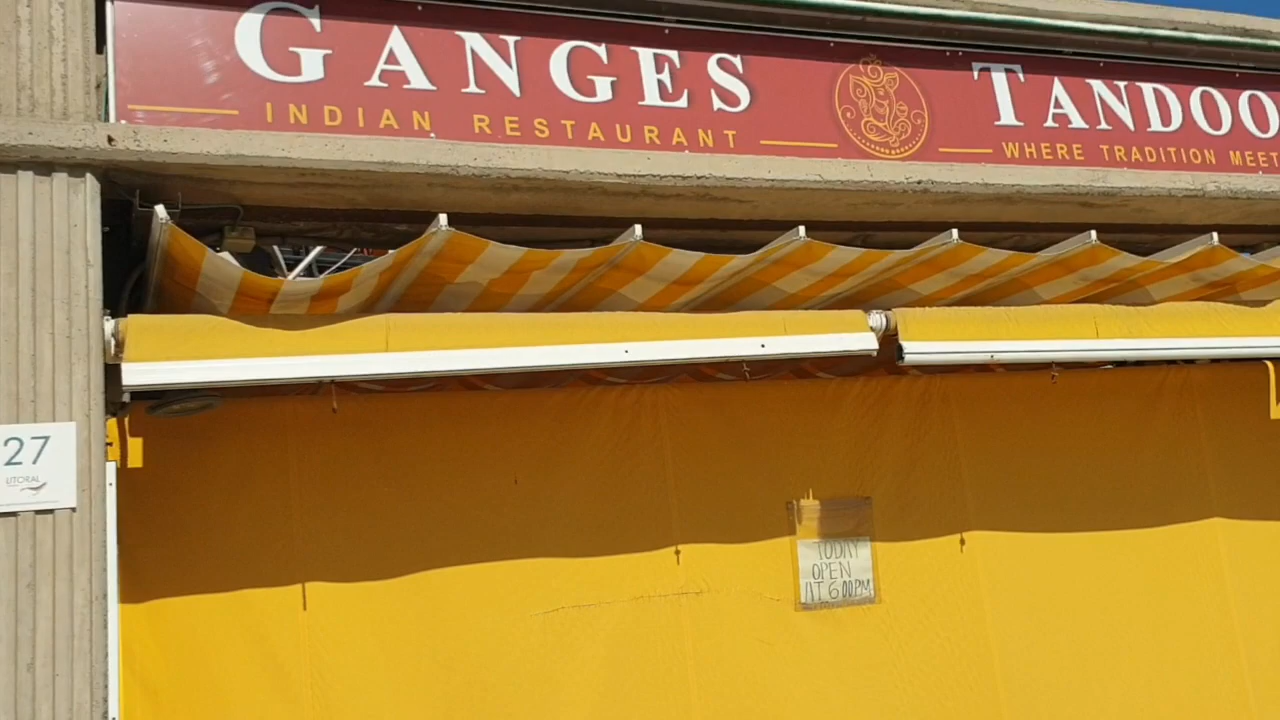 GANGES
INDIAN RESTAURANT
TANDOO
WHERE TRADITION MEET
27
LITORAL
TODAY
OPEN
AT 6 00PM